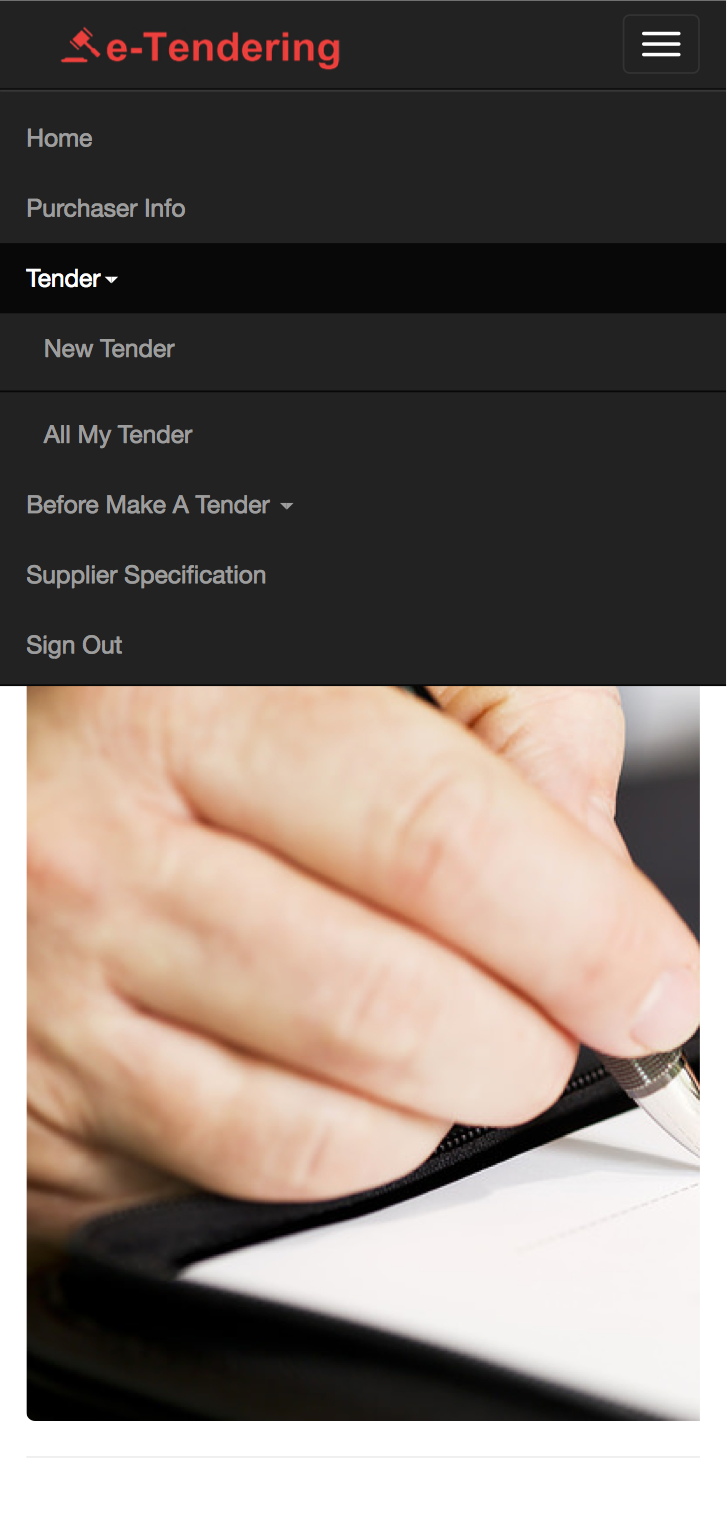 e-Tendering
Home
Purchaser Info
Tender
New Tender
All My Tender
Before Make A Tender
Supplier Specification
Sign Out